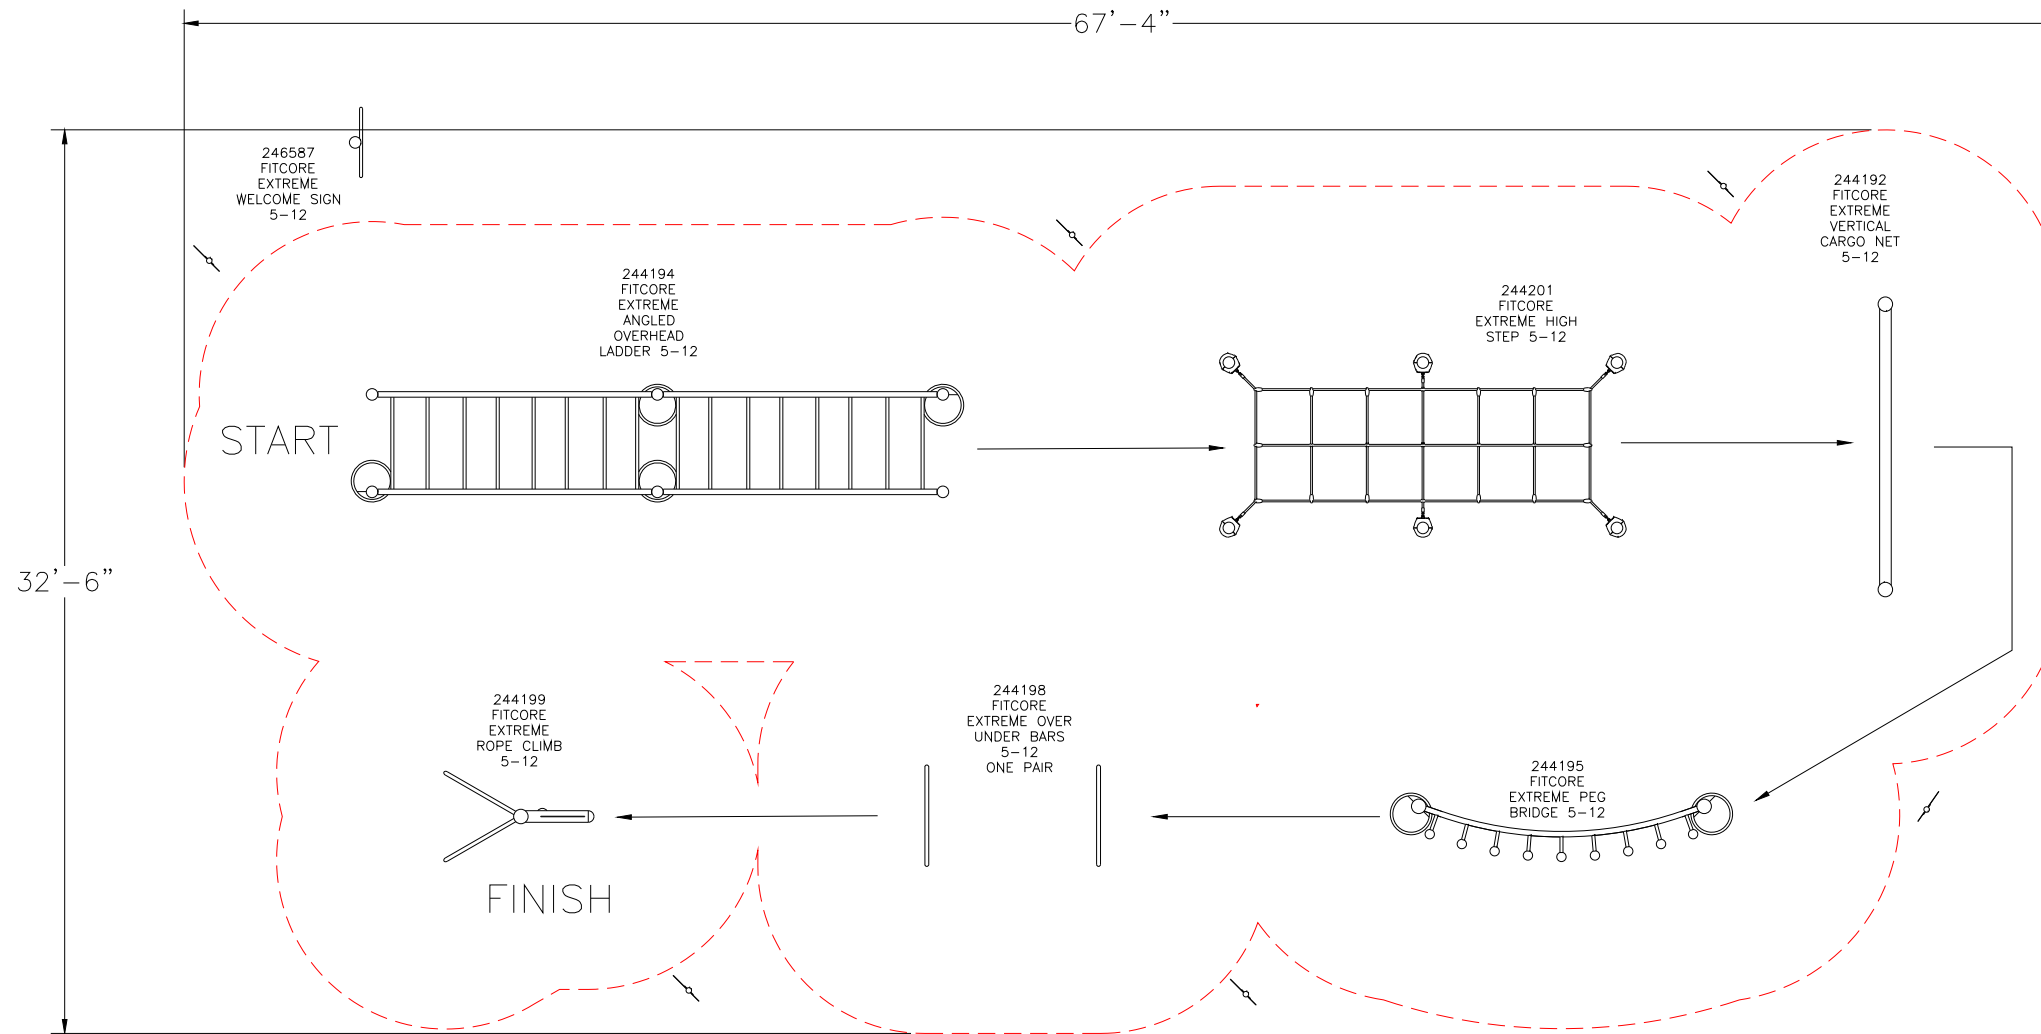 67'-4"
246587
FITCORE
EXTREME
WELCOME SIGN
5-12
244192
FITCORE
EXTREME
VERTICAL
CARGO NET
5-12
244194
FITCORE
EXTREME
ANGLED
OVERHEAD
LADDER 5-12
244201
FITCORE
EXTREME HIGH
STEP 5-12
START
32'-6"
244199
FITCORE
EXTREME
ROPE CLIMB
5-12
244198
FITCORE
EXTREME OVER
UNDER BARS
5-12
ONE PAIR
244195
FITCORE
EXTREME PEG
BRIDGE 5-12
FINISH